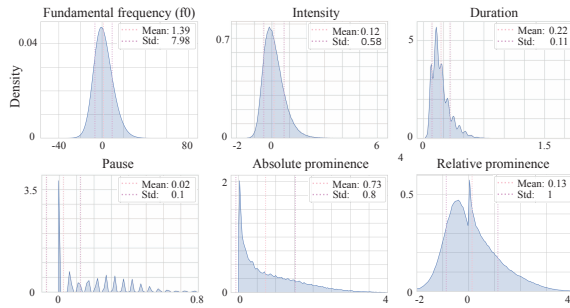 Fundamental frequency (f0)
Intensity
Duration
Density
0.04
0
-40
0
80
Mean: 1.39
Std: 7.98
0.7
0
-2
0
6
Mean: 0.12
Std: 0.58
5
0
0
1.5
Mean: 0.22
Std: 0.11
4
Pause
Absolute prominence
Relative prominence
3.5
0
0
0.8
Mean: 0.02
Std: 0.1
2
0
0
4
Mean: 0.73
Std: 0.8
0.5
0
-2
0
4
Mean: 0.13
Std: 1